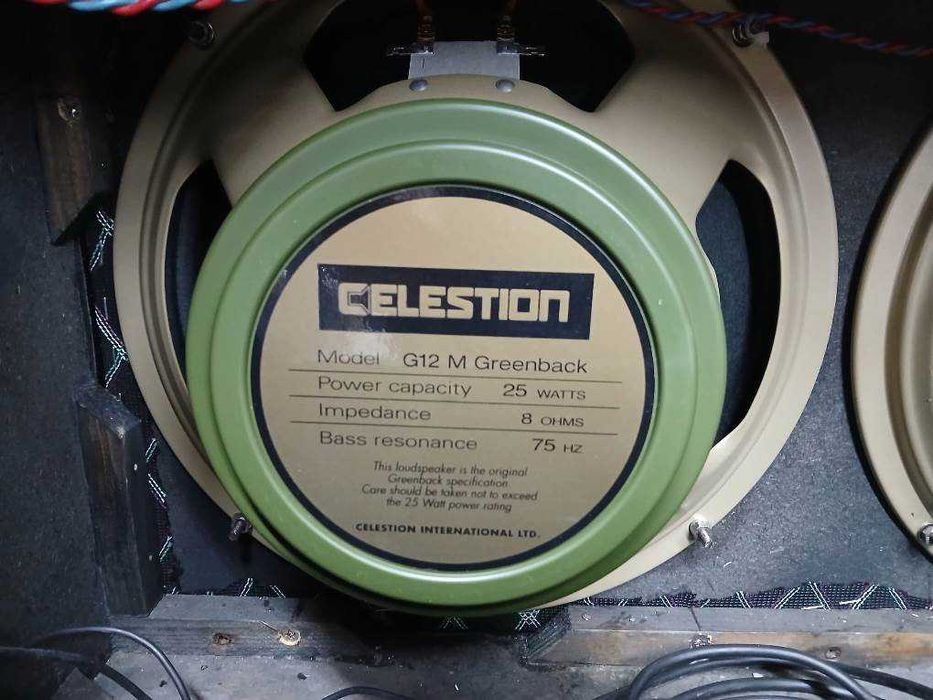 CELESTION
Model G12 M Greenback
Power capacity 25 WATTS
Impedance 8 OHMS
Bass resonance 75 HZ
This loudspeaker is the original
Greenback specification
Care should be taken not to exceed
the 25 Watt power rating
CELESTION INTERNATIONAL LTD.